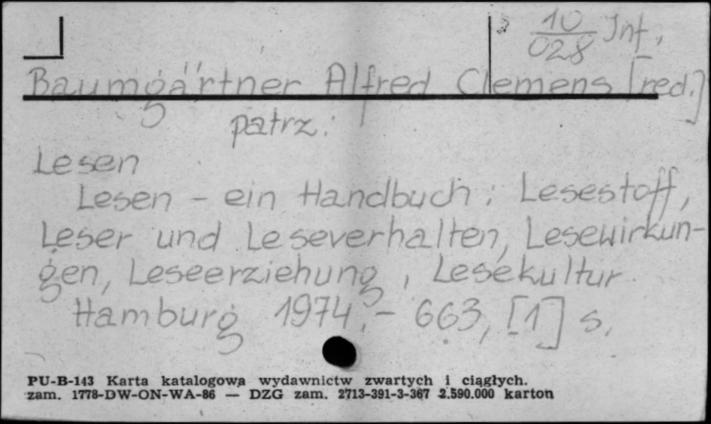 10
028 Inf.
Baumgärtner Alfred Clemens [red.]
patrz:
Lesen
Lesen - ein Handbuch : Lesestoff,
Leser und Leseverhalten, Lesewirkun-
gen, Leseerziehung, Lesekultur.
Hamburg 1974.- 663, [1] s.
PU-B-143 Karta katalogowa wydawnictw zwartych i ciągłych.
zam. 1778-DW-ON-WA-86 — DZG zam. 2713-391-3-367 2.590.000 karton